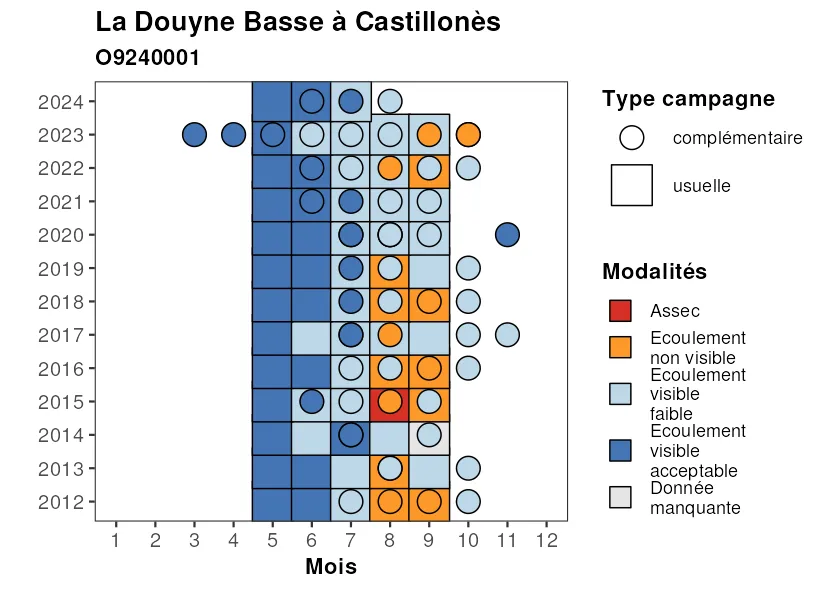 La Douyne Basse à Castillonès
O9240001
2024
2023
2022
2021
2020
2019
2018
2017
2016
2015
2014
2013
2012
1 2 3 4 5 6 7 8 9 10 11 12
Mois
Type campagne
complémentaire
usuelle
Modalités
Assec
Ecoulement
non visible
Ecoulement
visible
faible
Ecoulement
visible
acceptable
Donnée
manquante